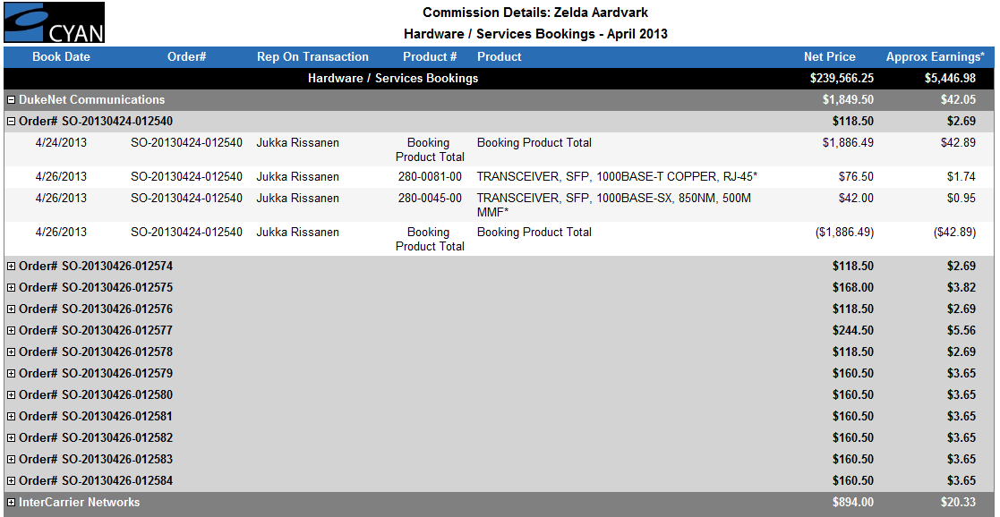 CYAN
Commission Details: Zelda Aardvark
Hardware / Services Bookings - April 2013
Book Date Order# Rep On Transaction Product # Product Net Price Approx Earnings*
Hardware / Services Bookings $239,566.25 $5,446.98
DukeNet Communications $1,849.50 $42.05
Order# SO-20130424-012540 $118.50 $2.69
4/24/2013 SO-20130424-012540 Jukka Rissanen Booking Booking Product Total $1,886.49 $42.89
Product Total
4/26/2013 SO-20130424-012540 Jukka Rissanen 280-0081-00 TRANSCEIVER, SFP, 1000BASE-T COPPER, RJ-45* $76.50 $1.74
4/26/2013 SO-20130424-012540 Jukka Rissanen 280-0045-00 TRANSCEIVER, SFP, 1000BASE-SX, 850NM, 500M $42.00 $0.95
MMF*
4/26/2013 SO-20130424-012540 Jukka Rissanen Booking Booking Product Total ($1,886.49) ($42.89)
Product Total
Order# SO-20130426-012574 $118.50 $2.69
Order# SO-20130426-012575 $168.00 $3.82
Order# SO-20130426-012576 $118.50 $2.69
Order# SO-20130426-012577 $244.50 $5.56
Order# SO-20130426-012578 $118.50 $2.69
Order# SO-20130426-012579 $160.50 $3.65
Order# SO-20130426-012580 $160.50 $3.65
Order# SO-20130426-012581 $160.50 $3.65
Order# SO-20130426-012582 $160.50 $3.65
Order# SO-20130426-012583 $160.50 $3.65
Order# SO-20130426-012584 $160.50 $3.65
InterCarrier Networks $894.00 $20.33